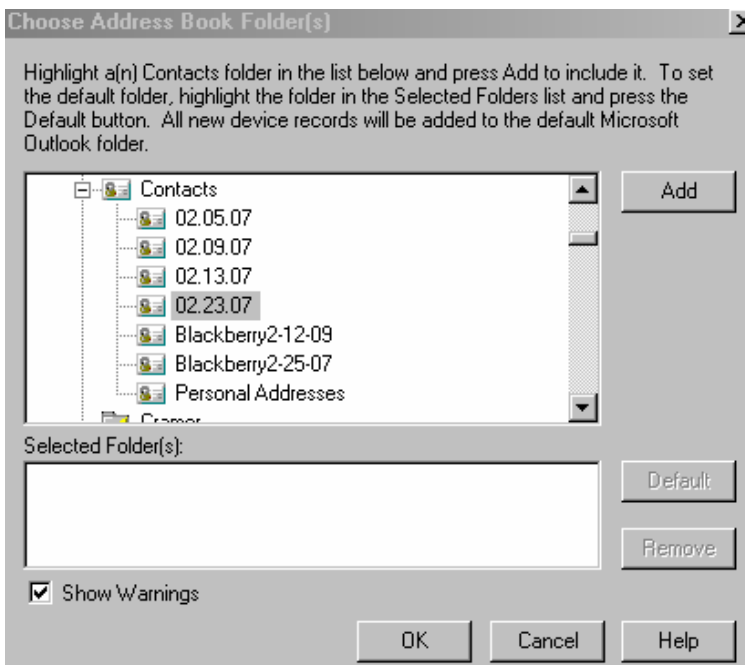 Choose Address Book Folder(s)
Highlight a(n) Contacts folder in the list below and press Add to include it.  To set
the default folder, highlight the folder in the Selected Folders list and press the
Default button.  All new device records will be added to the default Microsoft
Outlook folder.
Contacts
Add
02.05.07
02.09.07
02.13.07
02.23.07
Blackberry2-12-09
Blackberry2-25-07
Personal Addresses
Cramer
Selected Folder(s):
Default
Remove
Show Warnings
OK Cancel Help